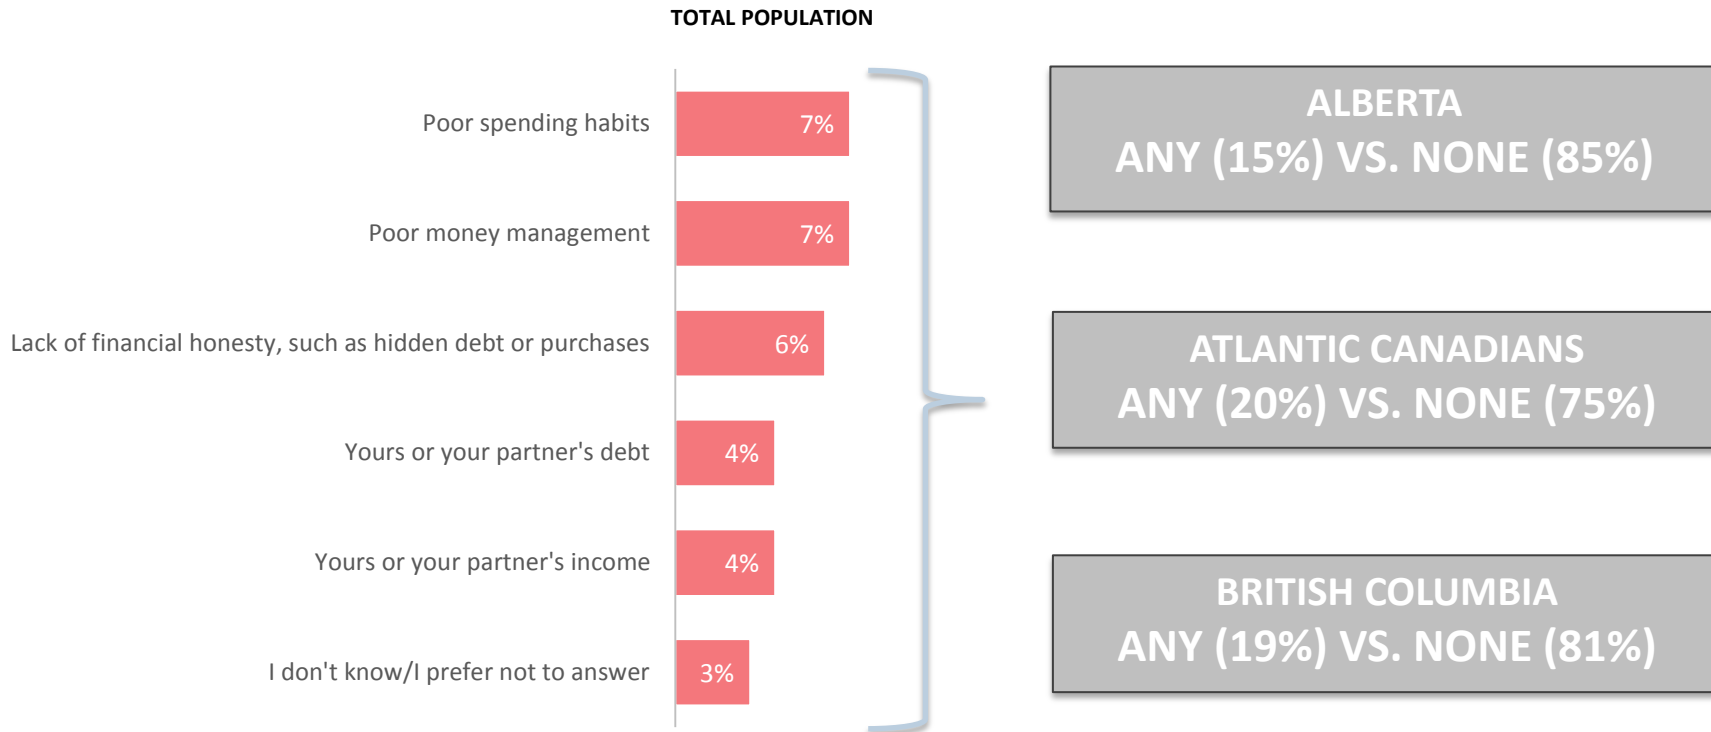 TOTAL POPULATION
Poor spending habits
7%
Poor money management
7%
Lack of financial honesty, such as hidden debt or purchases
6%
Yours or your partner's debt
4%
Yours or your partner's income
4%
I don't know/I prefer not to answer
3%
ALBERTA
ANY (15%) VS. NONE (85%)
ATLANTIC CANADIANS
ANY (20%) VS. NONE (75%)
BRITISH COLUMBIA
ANY (19%) VS. NONE (81%)